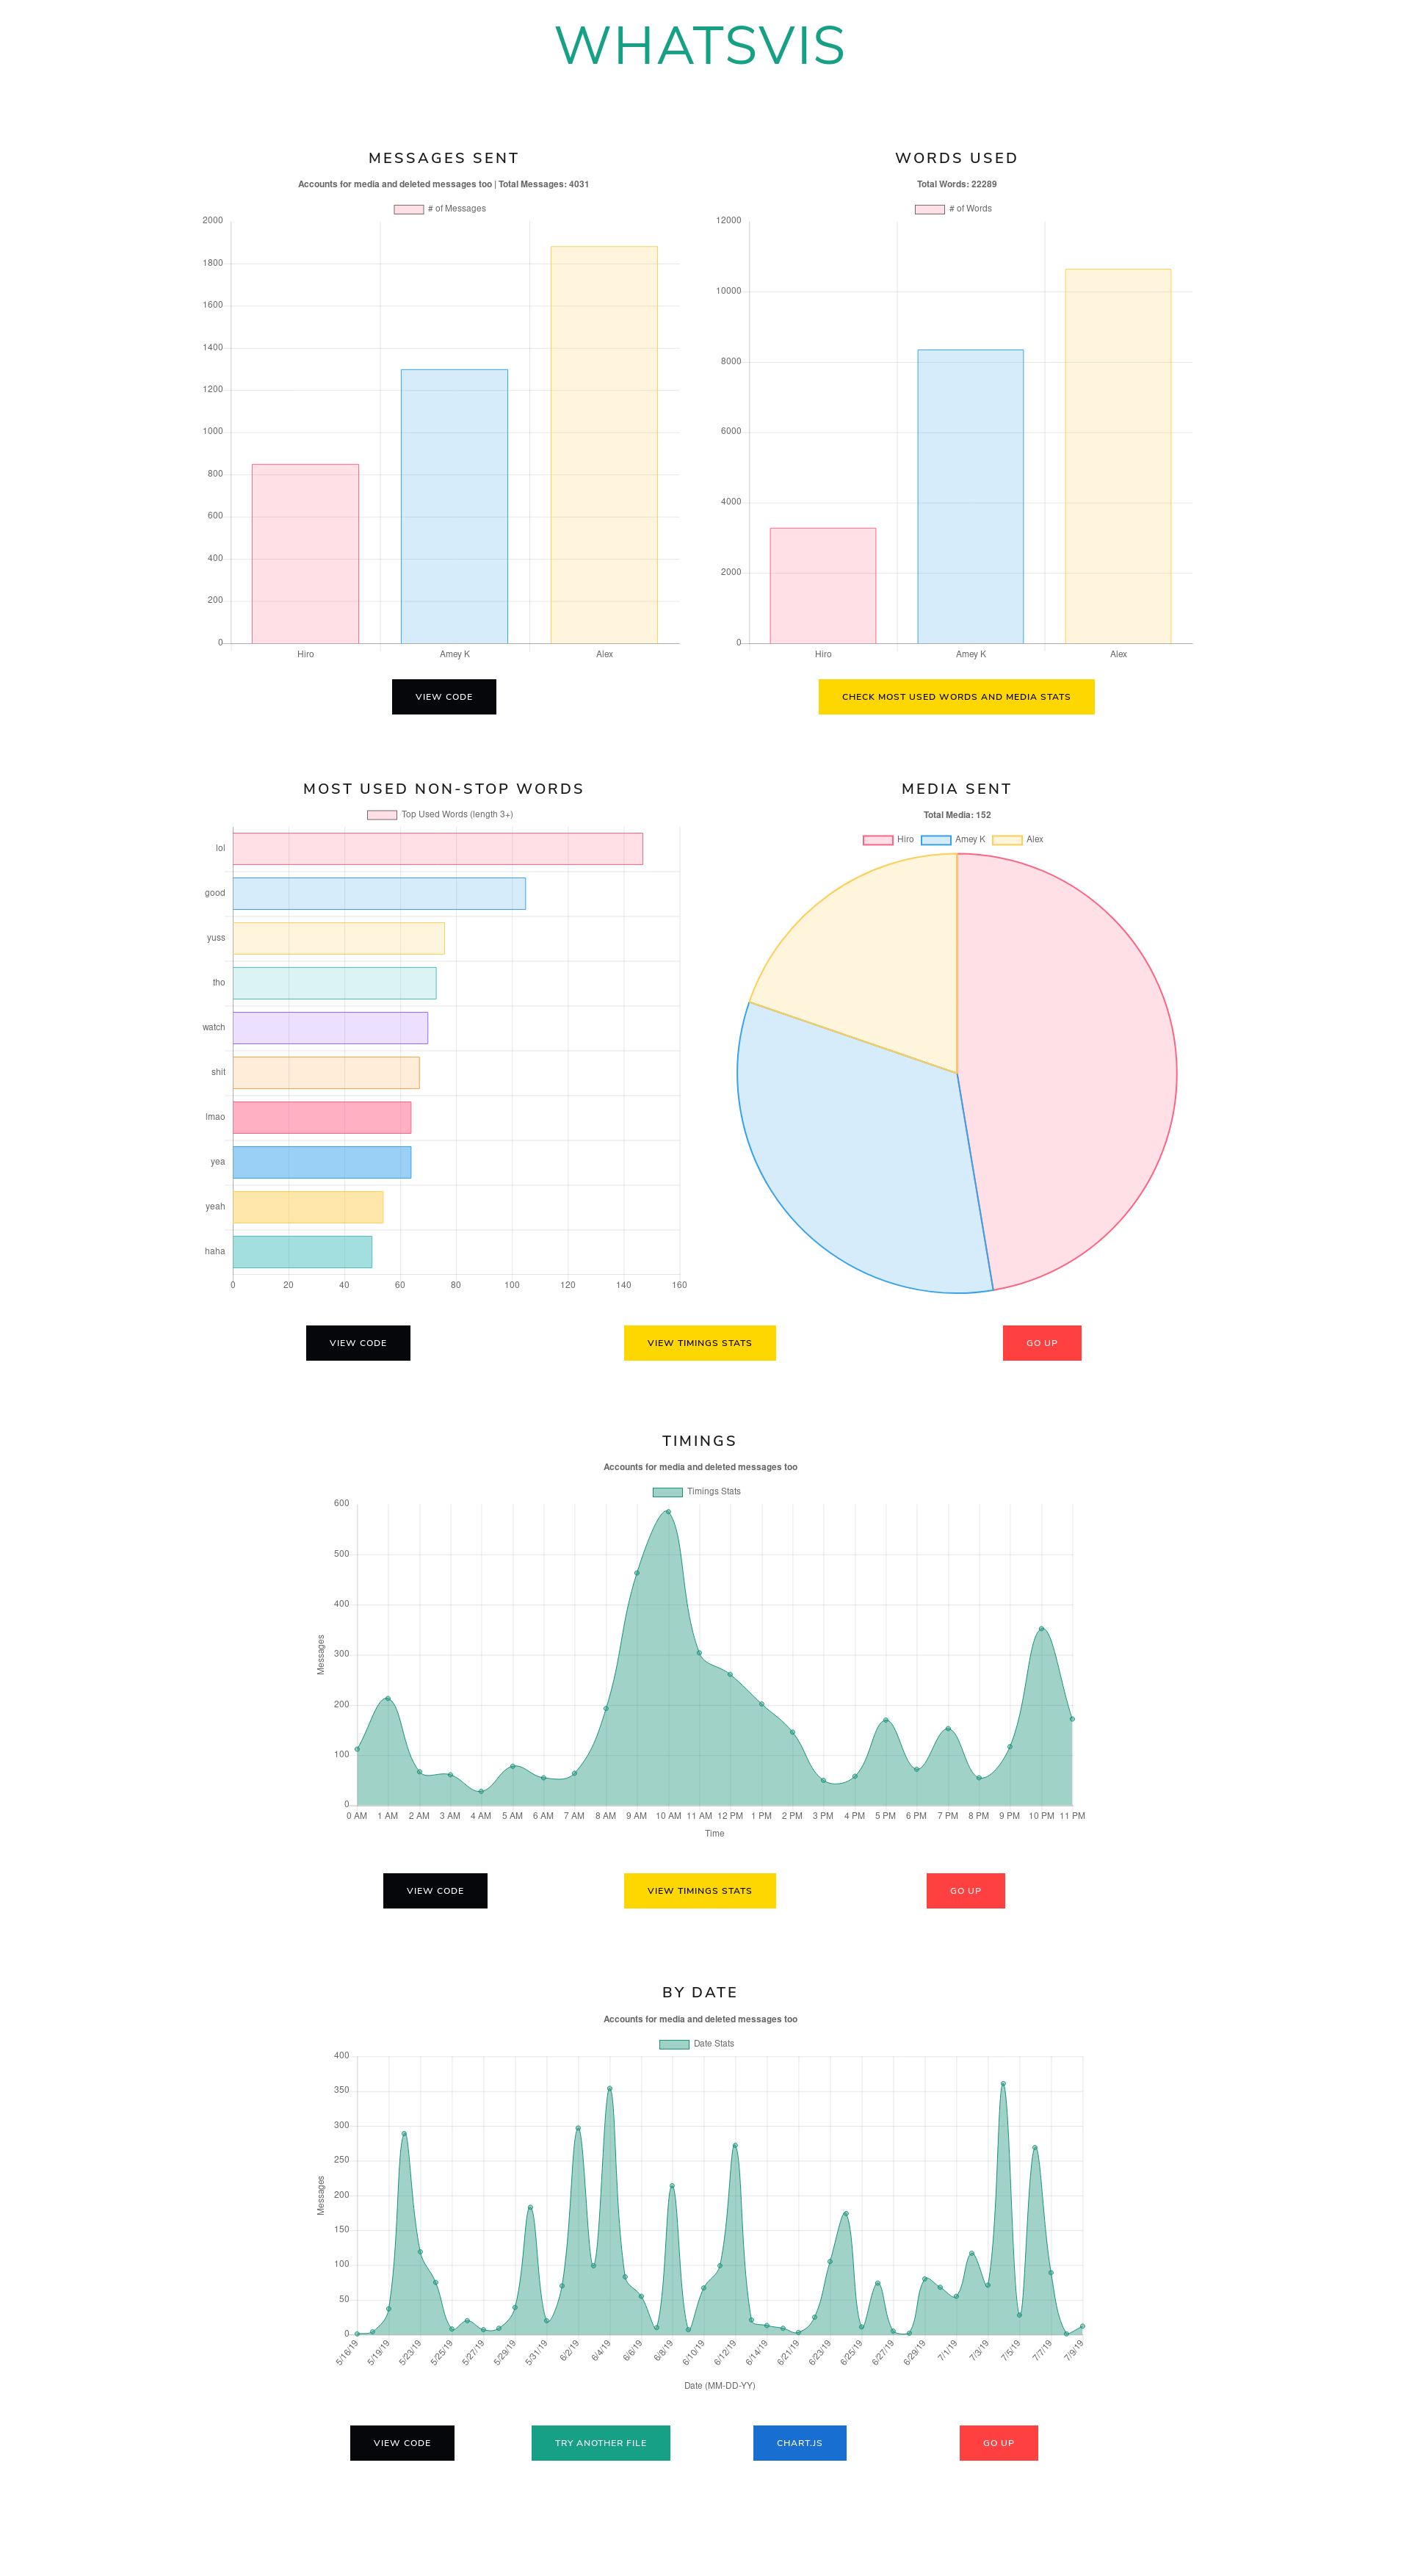 WHATSVIS
MESSAGES SENT
Accounts for media and deleted messages too | Total Messages: 4031
# of Messages
2000
1800
1600
1400
1200
1000
800
600
400
200
0
Hiro Amey K Alex
VIEW CODE
WORDS USED
Total Words: 22289
# of Words
12000
10000
8000
6000
4000
2000
0
Hiro Amey K Alex
CHECK MOST USED WORDS AND MEDIA STATS
MOST USED NON-STOP WORDS
Top Used Words (length 3+)
lol
good
yuss
tho
watch
shit
lmao
yea
yeah
haha
0 20 40 60 80 100 120 140 160
MEDIA SENT
Total Media: 152
Hiro Amey K Alex
VIEW CODE VIEW TIMINGS STATS GO UP
TIMINGS
Accounts for media and deleted messages too
Timings Stats
600
500
400
300
200
100
0
Messages
0 AM 1 AM 2 AM 3 AM 4 AM 5 AM 6 AM 7 AM 8 AM 9 AM 10 AM 11 AM 12 PM 1 PM 2 PM 3 PM 4 PM 5 PM 6 PM 7 PM 8 PM 9 PM 10 PM 11 PM
Time
VIEW CODE VIEW TIMINGS STATS GO UP
BY DATE
Accounts for media and deleted messages too
Date Stats
400
350
300
250
200
150
100
50
0
Messages
5/16/19 5/19/19 5/23/19 5/25/19 5/27/19 5/29/19 5/31/19 6/2/19 6/4/19 6/6/19 6/8/19 6/10/19 6/12/19 6/14/19 6/21/19 6/23/19 6/25/19 6/27/19 6/29/19 7/1/19 7/3/19 7/5/19 7/7/19 7/9/19
Date (MM-DD-YY)
VIEW CODE TRY ANOTHER FILE CHART.JS GO UP